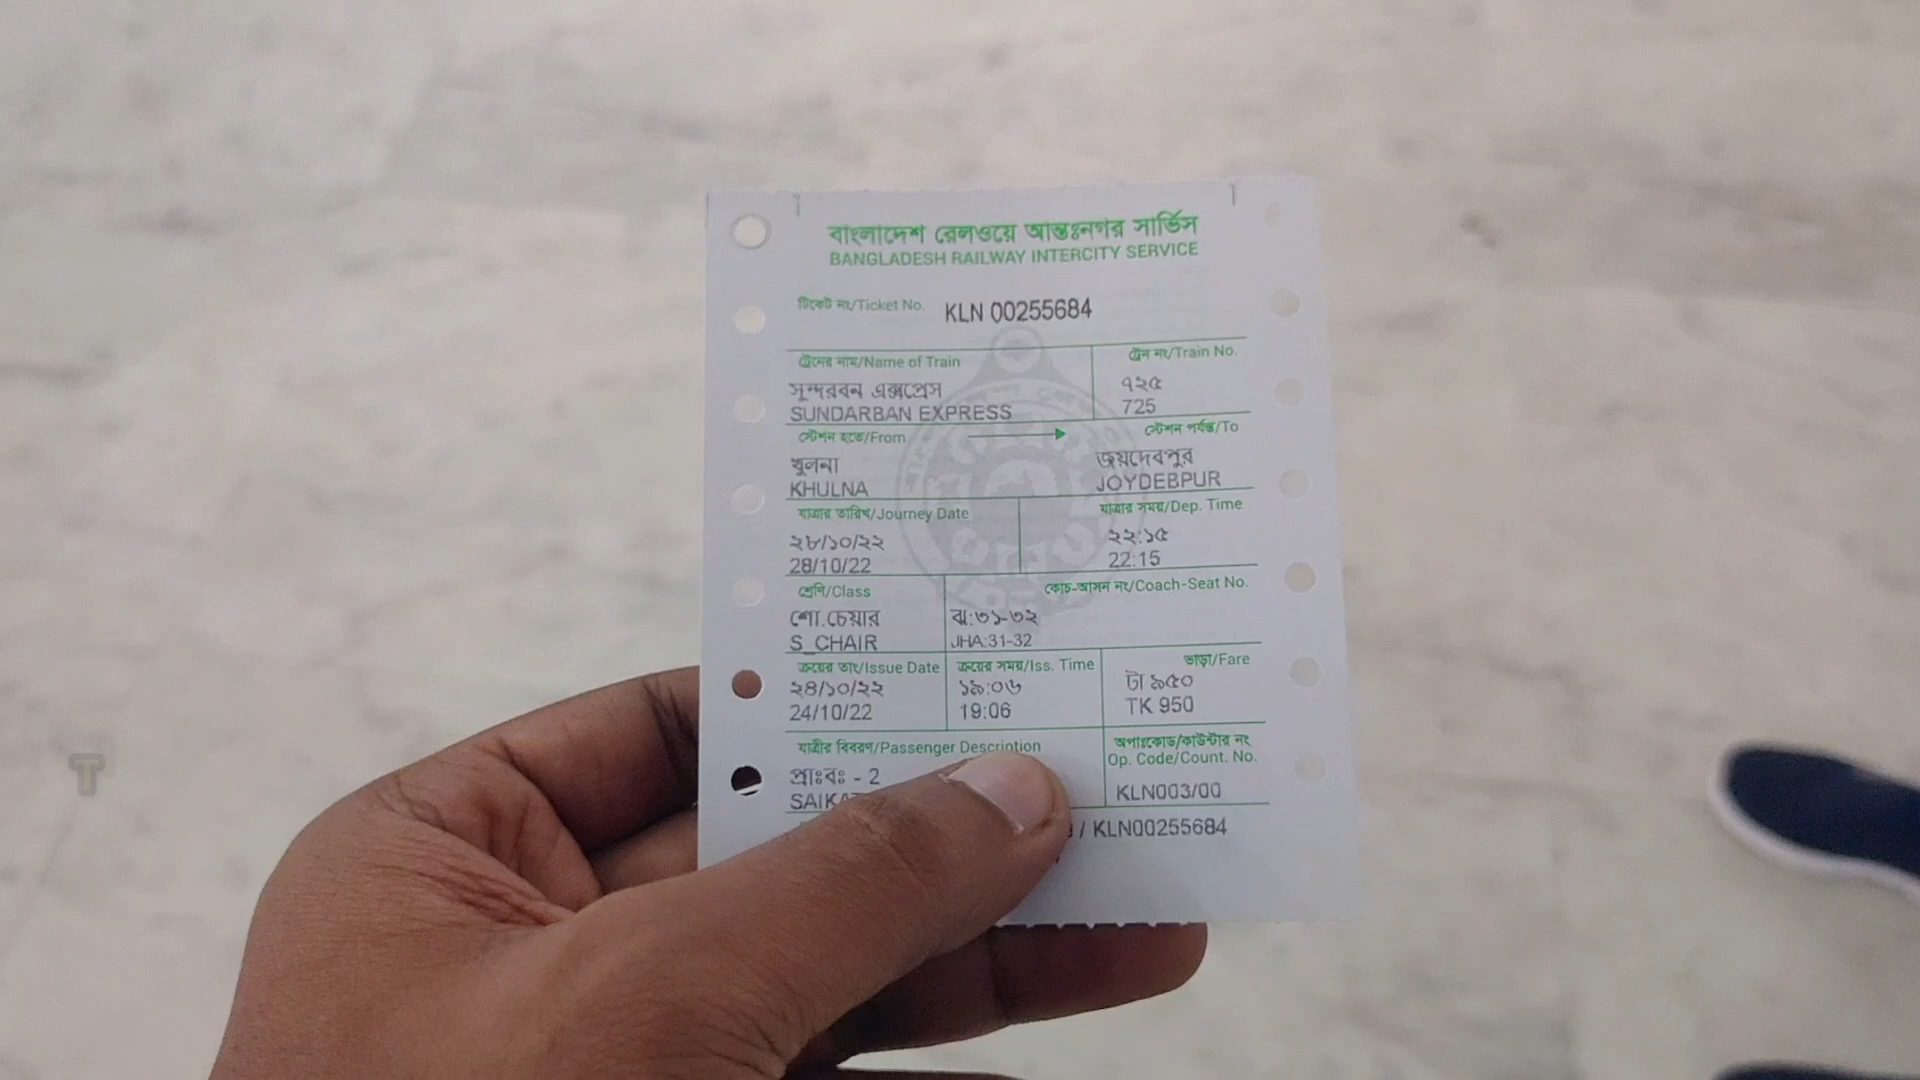 বাংলাদেশ রেলওয়ে আন্তঃনগর সার্ভিস
BANGLADESH RAILWAY INTERCITY SERVICE
টিকেট নং/Ticket No. KLN 00255684
ট্রেনের নাম/Name of Train ট্রেন নং/Train No.
সুন্দরবন এক্সপ্রেস ৭২৫
SUNDARBAN EXPRESS 725
স্টেশন হতে/From স্টেশন পর্যন্ত/To
খুলনা জয়দেবপুর
KHULNA JOYDEBPUR
যাত্রার তারিখ/Journey Date যাত্রার সময়/Dep. Time
২৮/১০/২২ ২২:১৫
28/10/22 22:15
শ্রেণি/Class কোচ-আসন নং/Coach-Seat No.
শো.চেয়ার ঝ:৩১-৩২
S_CHAIR JHA:31-32
ক্রয়ের তাং/Issue Date ক্রয়ের সময়/Iss. Time ভাড়া/Fare
২৪/১০/২২ ১৯:০৬ টা ৯৫০
24/10/22 19:06 TK 950
যাত্রীর বিবরণ/Passenger Description অপাঃকোড/কাউন্টার নং
Op. Code/Count. No.
প্রাঃবঃ - 2 KLN003/00
/ KLN00255684
T